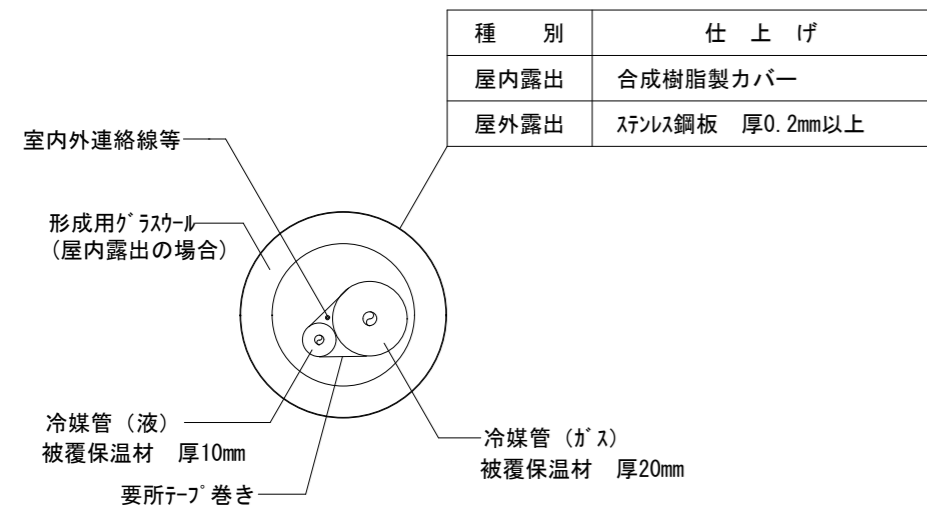 種　別　仕　上　げ
屋内露出　合成樹脂製カバー
屋外露出　ｽﾃﾝﾚｽ鋼板　厚0.2mm以上
室内外連絡線等
形成用ｸﾞﾗｽｳｰﾙ
（屋内露出の場合）
冷媒管（液）
被覆保温材　厚10mm
冷媒管（ｶﾞｽ）
被覆保温材　厚20mm
要所ﾃｰﾌﾟ巻き